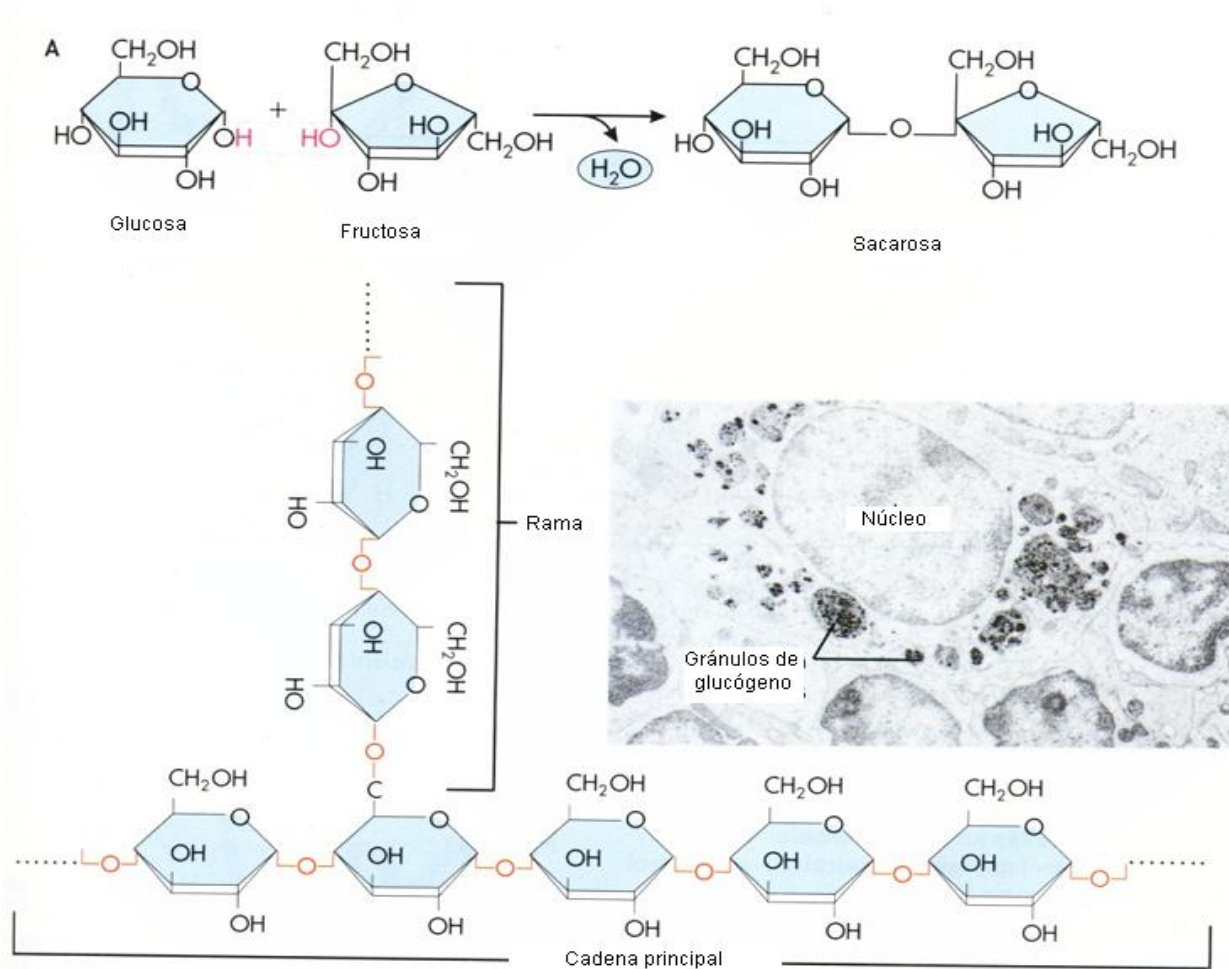 A
CH₂OH
O
HO
OH
OH
OH
+
CH₂OH
O
HO
HO
CH₂OH
OH
H₂O
CH₂OH
O
HO
OH
OH
O
CH₂OH
O
HO
CH₂OH
OH
Glucosa
Fructosa
Sacarosa
O
OH
CH₂OH
HO
O
O
OH
CH₂OH
HO
O
O
C
Rama
Núcleo
Gránulos de
glucógeno
CH₂OH
CH₂OH
CH₂OH
CH₂OH
O
O
O
O
O
O
OH
O
OH
O
OH
O
OH
O
OH
O
OH
OH
OH
OH
OH
Cadena principal